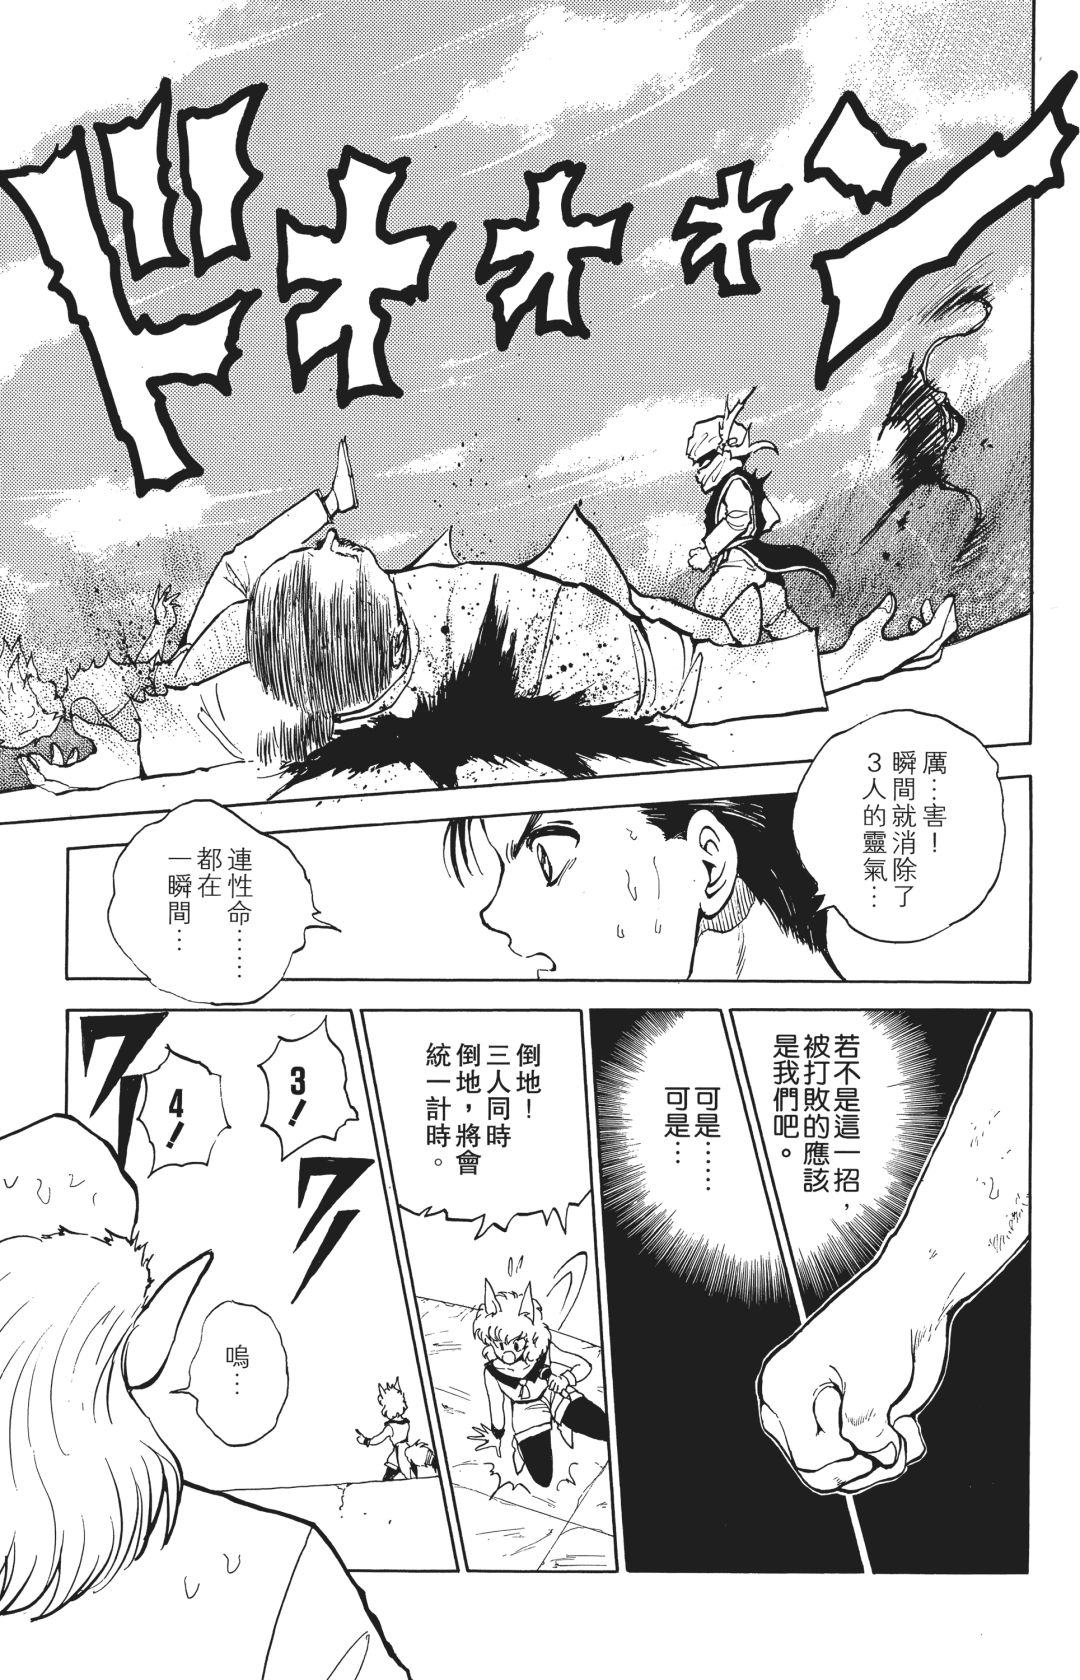 ドオオオン
厲…害！
瞬間就消除了
3人的靈氣…
連性命……
都在
一瞬間…
若不是這一招，
被打敗的應該
是我們吧。
可是……
可是…
倒地！
三人同時
倒地，將會
統一計時。
3！
4！
ワ
ワ
嗚…